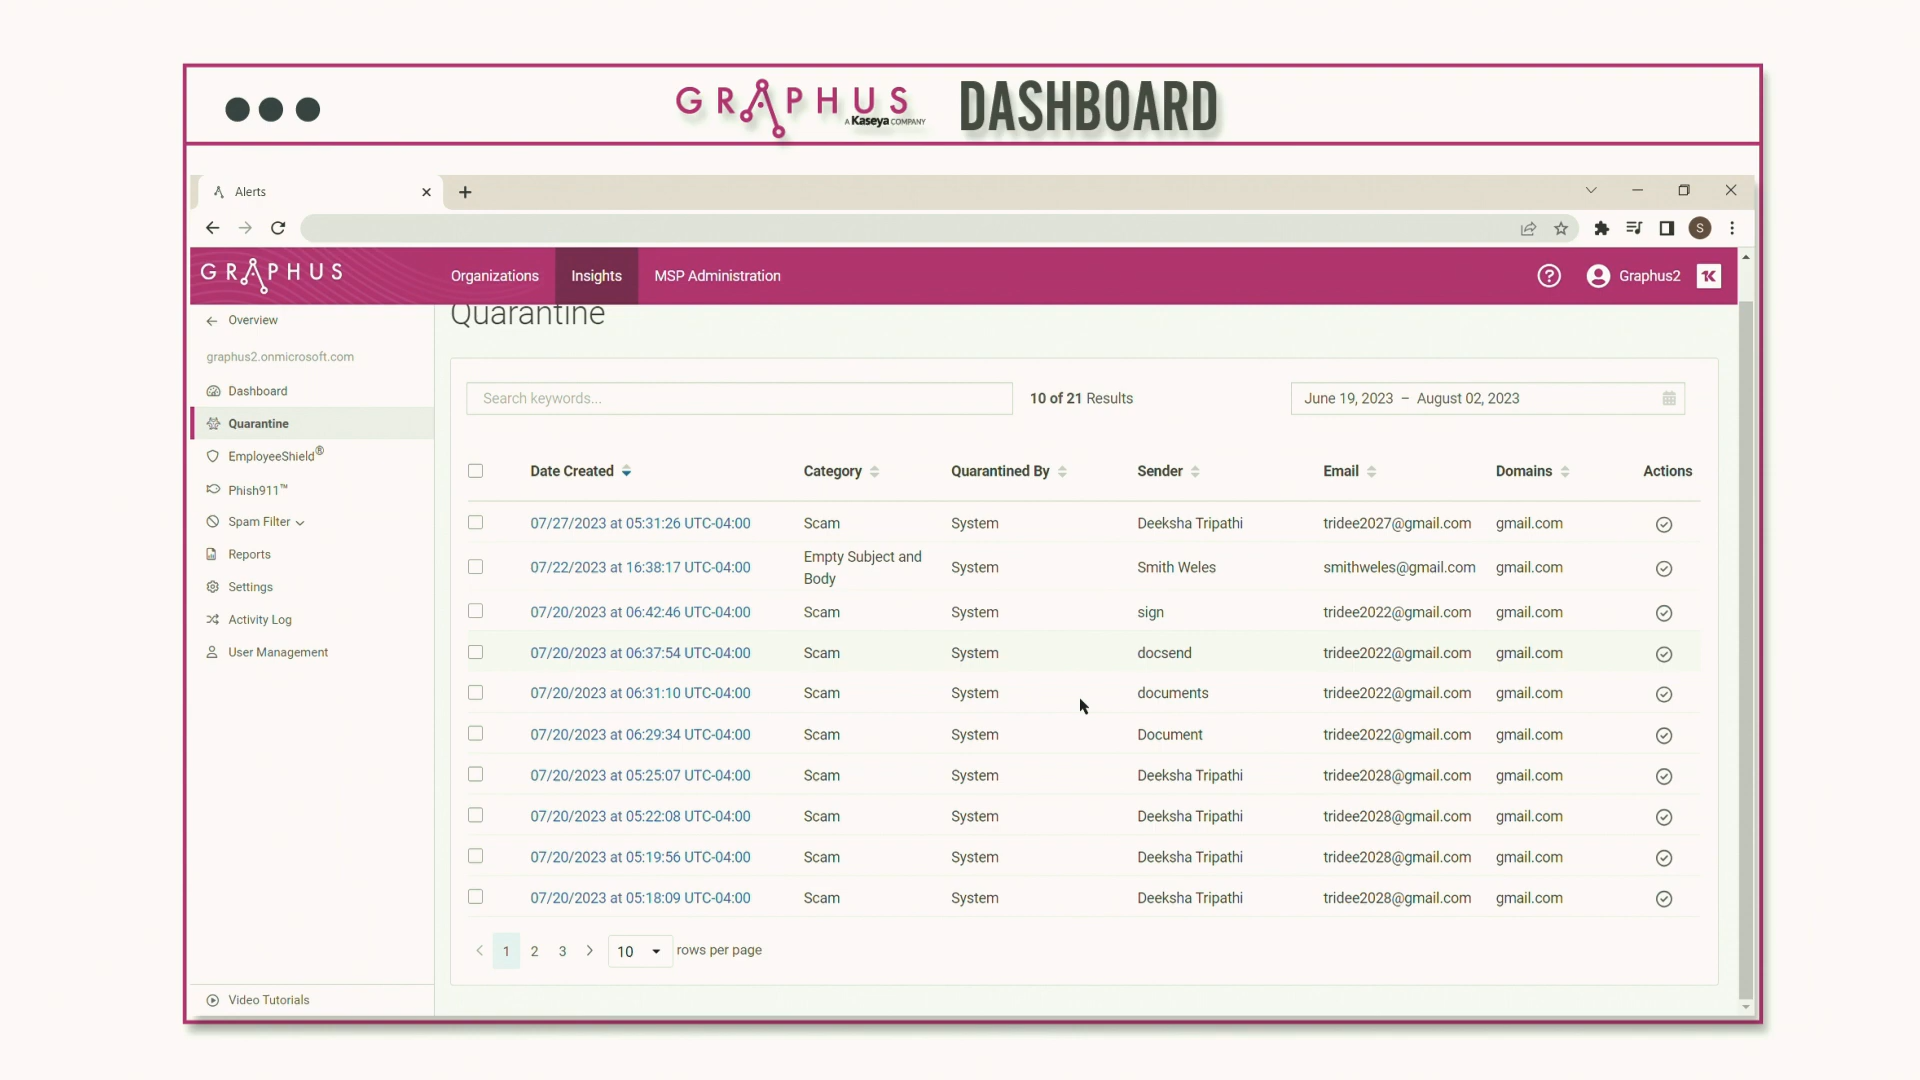 GRAPHUS DASHBOARD
A Kaseya COMPANY
Alerts
S
GRAPHUS Organizations Insights MSP Administration ? Graphus2 K
Quarantine
Overview
graphus2.onmicrosoft.com
Dashboard
Quarantine
EmployeeShield®
Phish911™
Spam Filter
Reports
Settings
Activity Log
User Management
Video Tutorials
Search keywords... 10 of 21 Results June 19, 2023 – August 02, 2023
Date Created Category Quarantined By Sender Email Domains Actions
07/27/2023 at 05:31:26 UTC-04:00 Scam System Deeksha Tripathi tridee2027@gmail.com gmail.com
07/22/2023 at 16:38:17 UTC-04:00 Empty Subject and Body System Smith Weles smithweles@gmail.com gmail.com
07/20/2023 at 06:42:46 UTC-04:00 Scam System sign tridee2022@gmail.com gmail.com
07/20/2023 at 06:37:54 UTC-04:00 Scam System docsend tridee2022@gmail.com gmail.com
07/20/2023 at 06:31:10 UTC-04:00 Scam System documents tridee2022@gmail.com gmail.com
07/20/2023 at 06:29:34 UTC-04:00 Scam System Document tridee2022@gmail.com gmail.com
07/20/2023 at 05:25:07 UTC-04:00 Scam System Deeksha Tripathi tridee2028@gmail.com gmail.com
07/20/2023 at 05:22:08 UTC-04:00 Scam System Deeksha Tripathi tridee2028@gmail.com gmail.com
07/20/2023 at 05:19:56 UTC-04:00 Scam System Deeksha Tripathi tridee2028@gmail.com gmail.com
07/20/2023 at 05:18:09 UTC-04:00 Scam System Deeksha Tripathi tridee2028@gmail.com gmail.com
1 2 3 10 rows per page